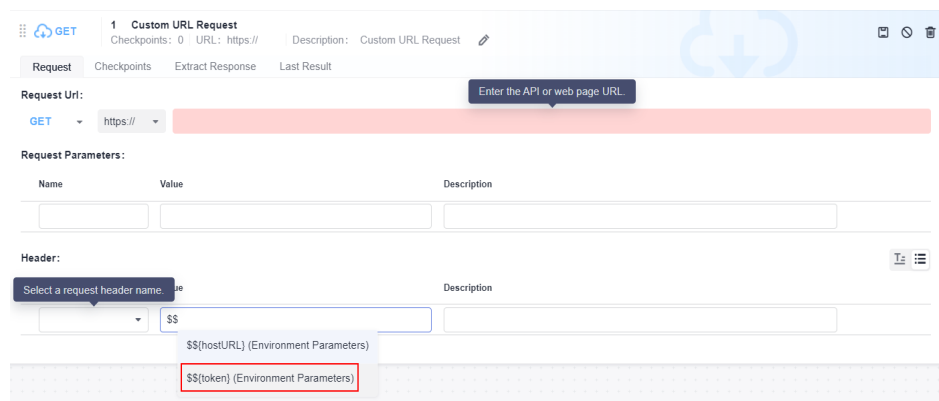 GET
1 Custom URL Request
Checkpoints: 0 URL: https:// Description: Custom URL Request
Request Checkpoints Extract Response Last Result
Enter the API or web page URL.
Request Url:
GET https://
Request Parameters:
Name Value Description
Header:
Select a request header name. ue Description
$$
$${hostURL} (Environment Parameters)
$${token} (Environment Parameters)